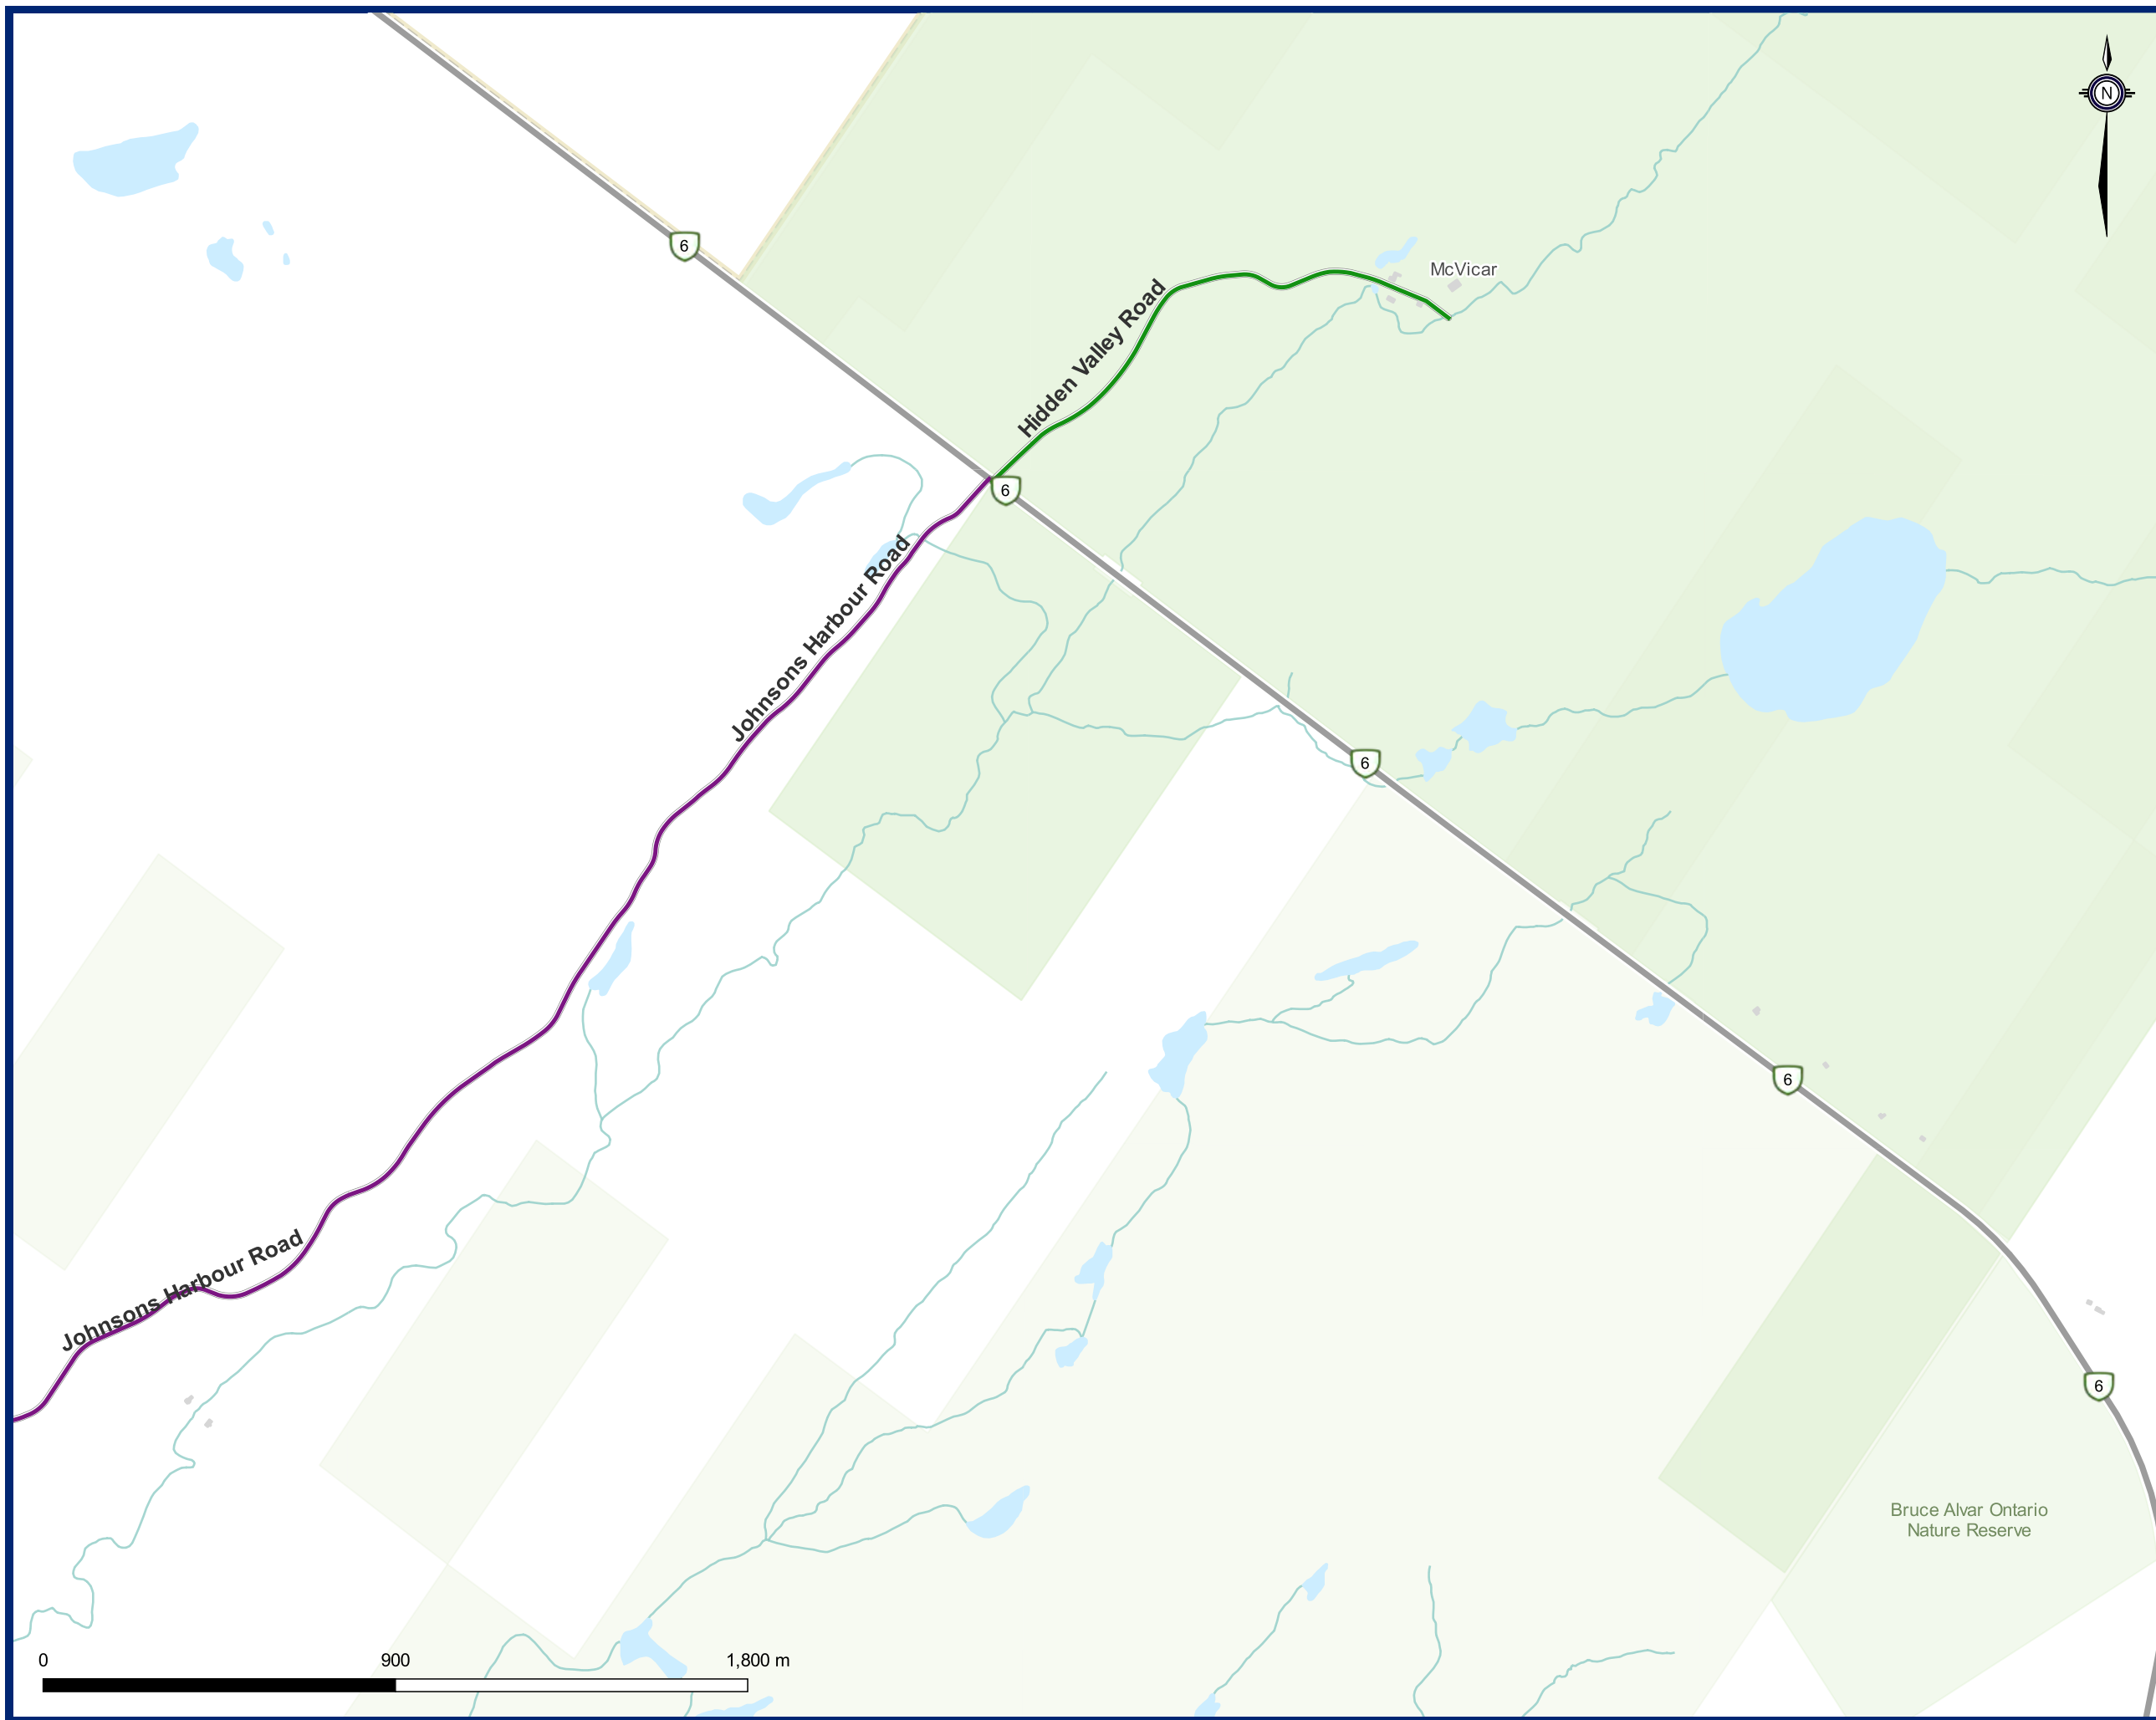 N
6
McVicar
Hidden Valley Road
6
Johnsons Harbour Road
6
6
Johnsons Harbour Road
6
Bruce Alvar Ontario
Nature Reserve
0 900 1,800 m